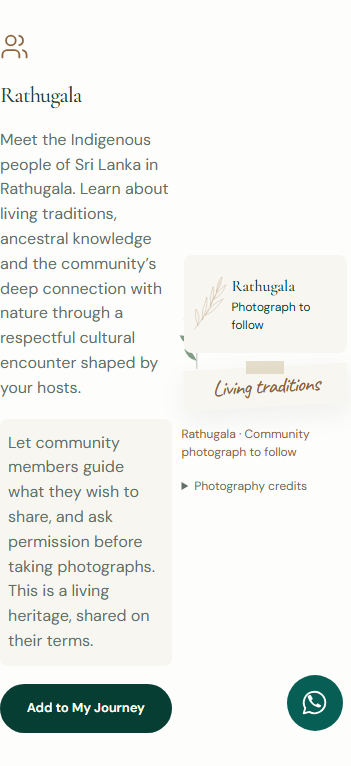 Rathugala
Meet the Indigenous
people of Sri Lanka in
Rathugala. Learn about
living traditions,
ancestral knowledge
and the community’s
deep connection with
nature through a
respectful cultural
encounter shaped by
your hosts.
Let community
members guide
what they wish to
share, and ask
permission before
taking photographs.
This is a living
heritage, shared on
their terms.
Add to My Journey
Rathugala
Photograph to
follow
Living traditions
Rathugala · Community
photograph to follow
Photography credits